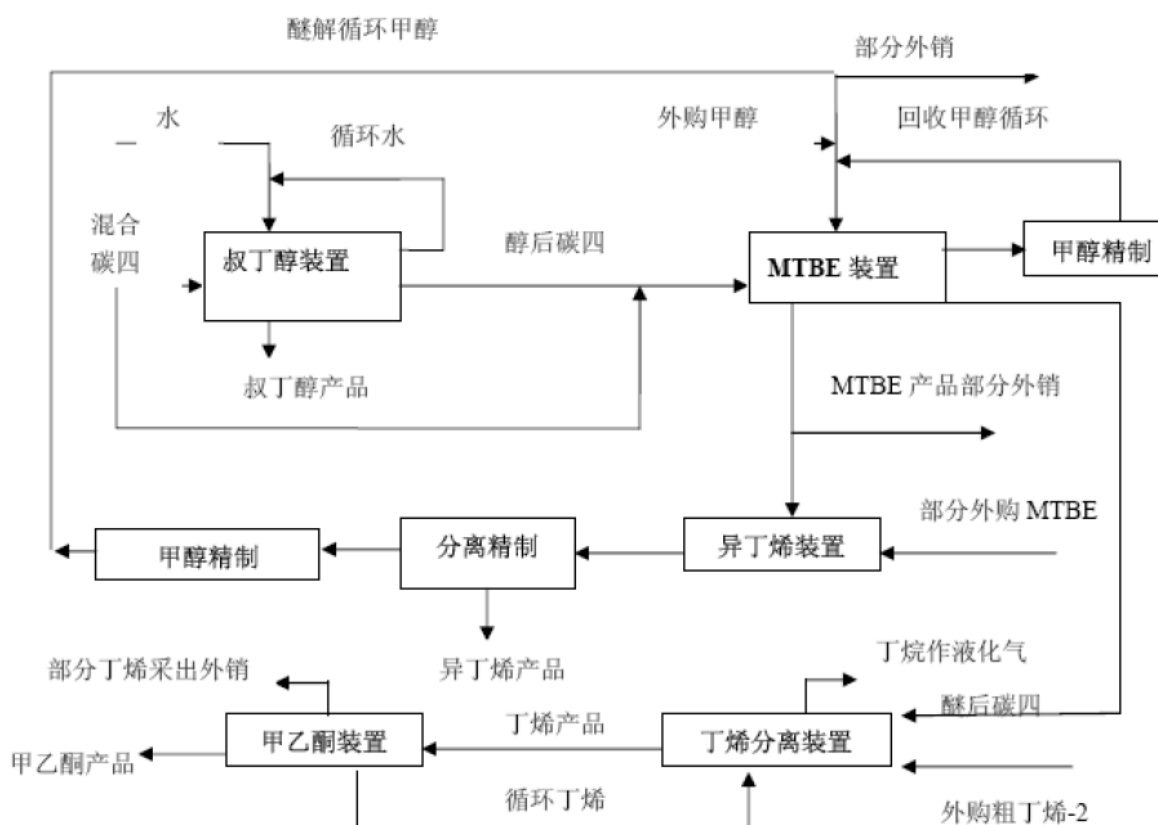 醚解循环甲醇
部分外销
水
循环水
外购甲醇
回收甲醇循环
混合
碳四
叔丁醇装置
醇后碳四
MTBE 装置
甲醇精制
叔丁醇产品
MTBE 产品部分外销
部分外购 MTBE
甲醇精制
分离精制
异丁烯装置
异丁烯产品
部分丁烯采出外销
丁烷作液化气
丁烯产品
醚后碳四
甲乙酮装置
丁烯分离装置
甲乙酮产品
循环丁烯
外购粗丁烯-2